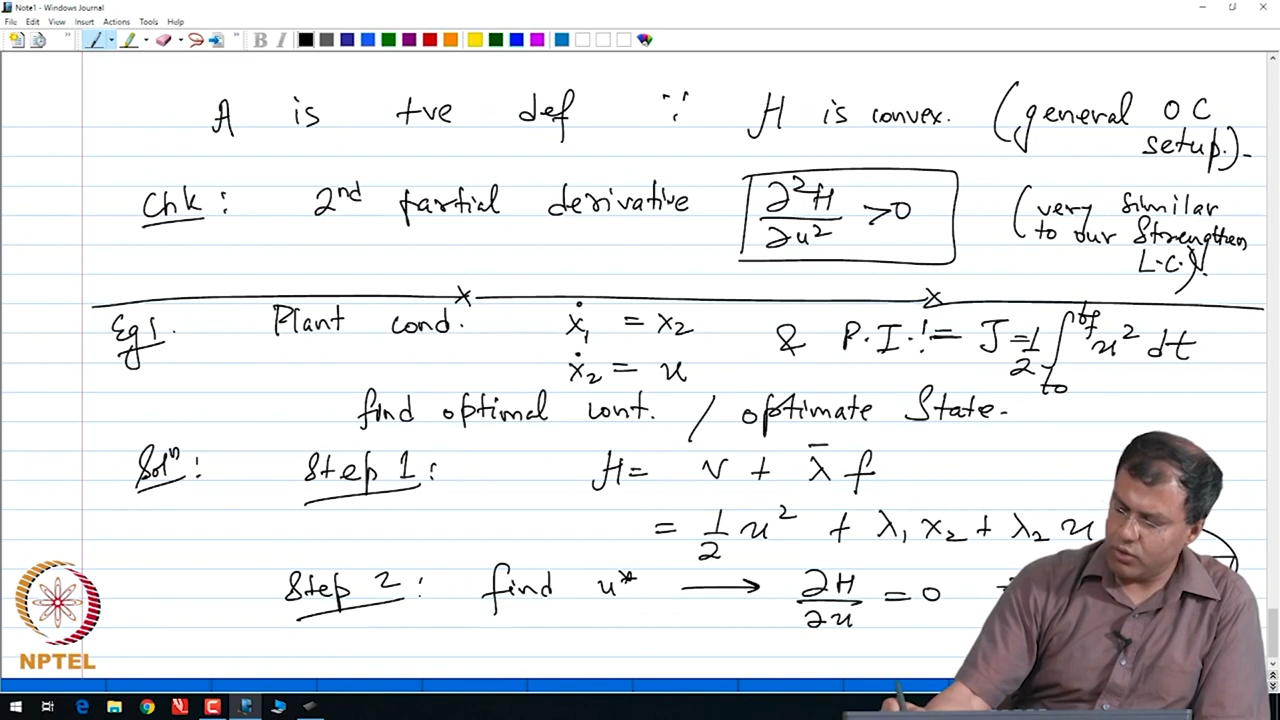 Note1 - Windows Journal
File Edit View Insert Actions Tools Help
B I
A is +ve def ∵ H is convex. (general OC
setup.).
Chk: 2nd partial derivative ∂²H/∂u² >0 (very similar
to our Strengthen
L.C.).
Eg1. Plant cond. ẋ₁ = x₂ & P.I.:= J = 1/2 ∫_{t0}^{tf} u² dt
ẋ₂ = u
find optimal cont. / optimate State.
Solⁿ: Step 1: H = V + λ̄ f
= 1/2 u² + λ₁ x₂ + λ₂ u
Step 2: find u* → ∂H/∂u = 0
NPTEL